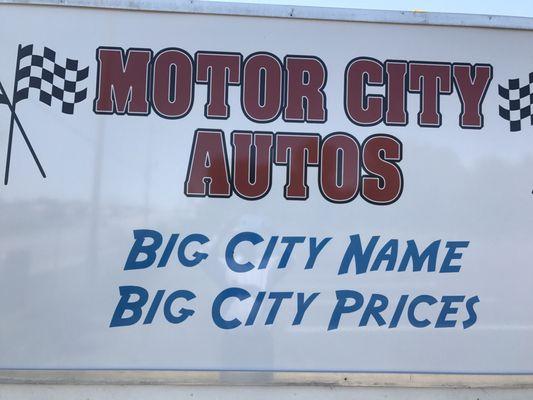 MOTOR CITY
AUTOS
BIG CITY NAME
BIG CITY PRICES